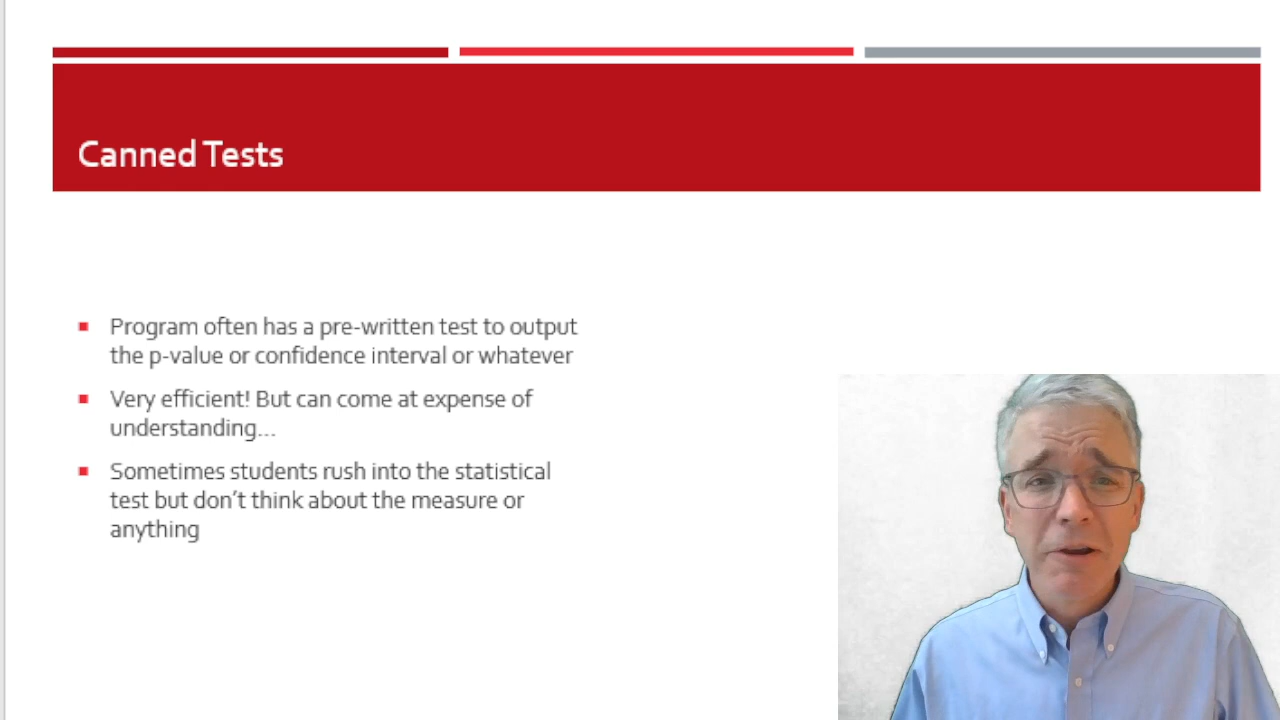 Canned Tests
Program often has a pre-written test to output
the p-value or confidence interval or whatever
Very efficient! But can come at expense of
understanding...
Sometimes students rush into the statistical
test but don't think about the measure or
anything